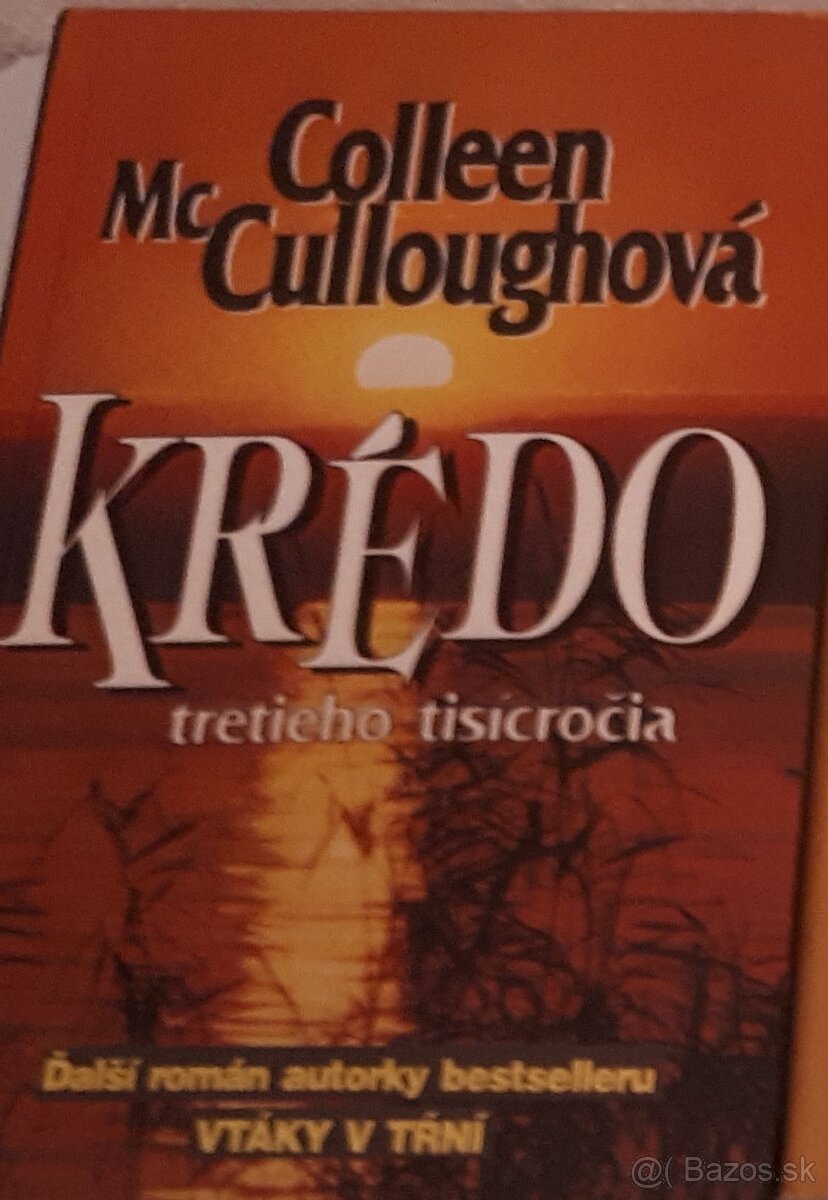 Colleen
McCulloughová
KRÉDO
tretieho tisícročia
Ďalší román autorky bestselleru
VTÁKY V TŔNÍ
@( Bazos.sk